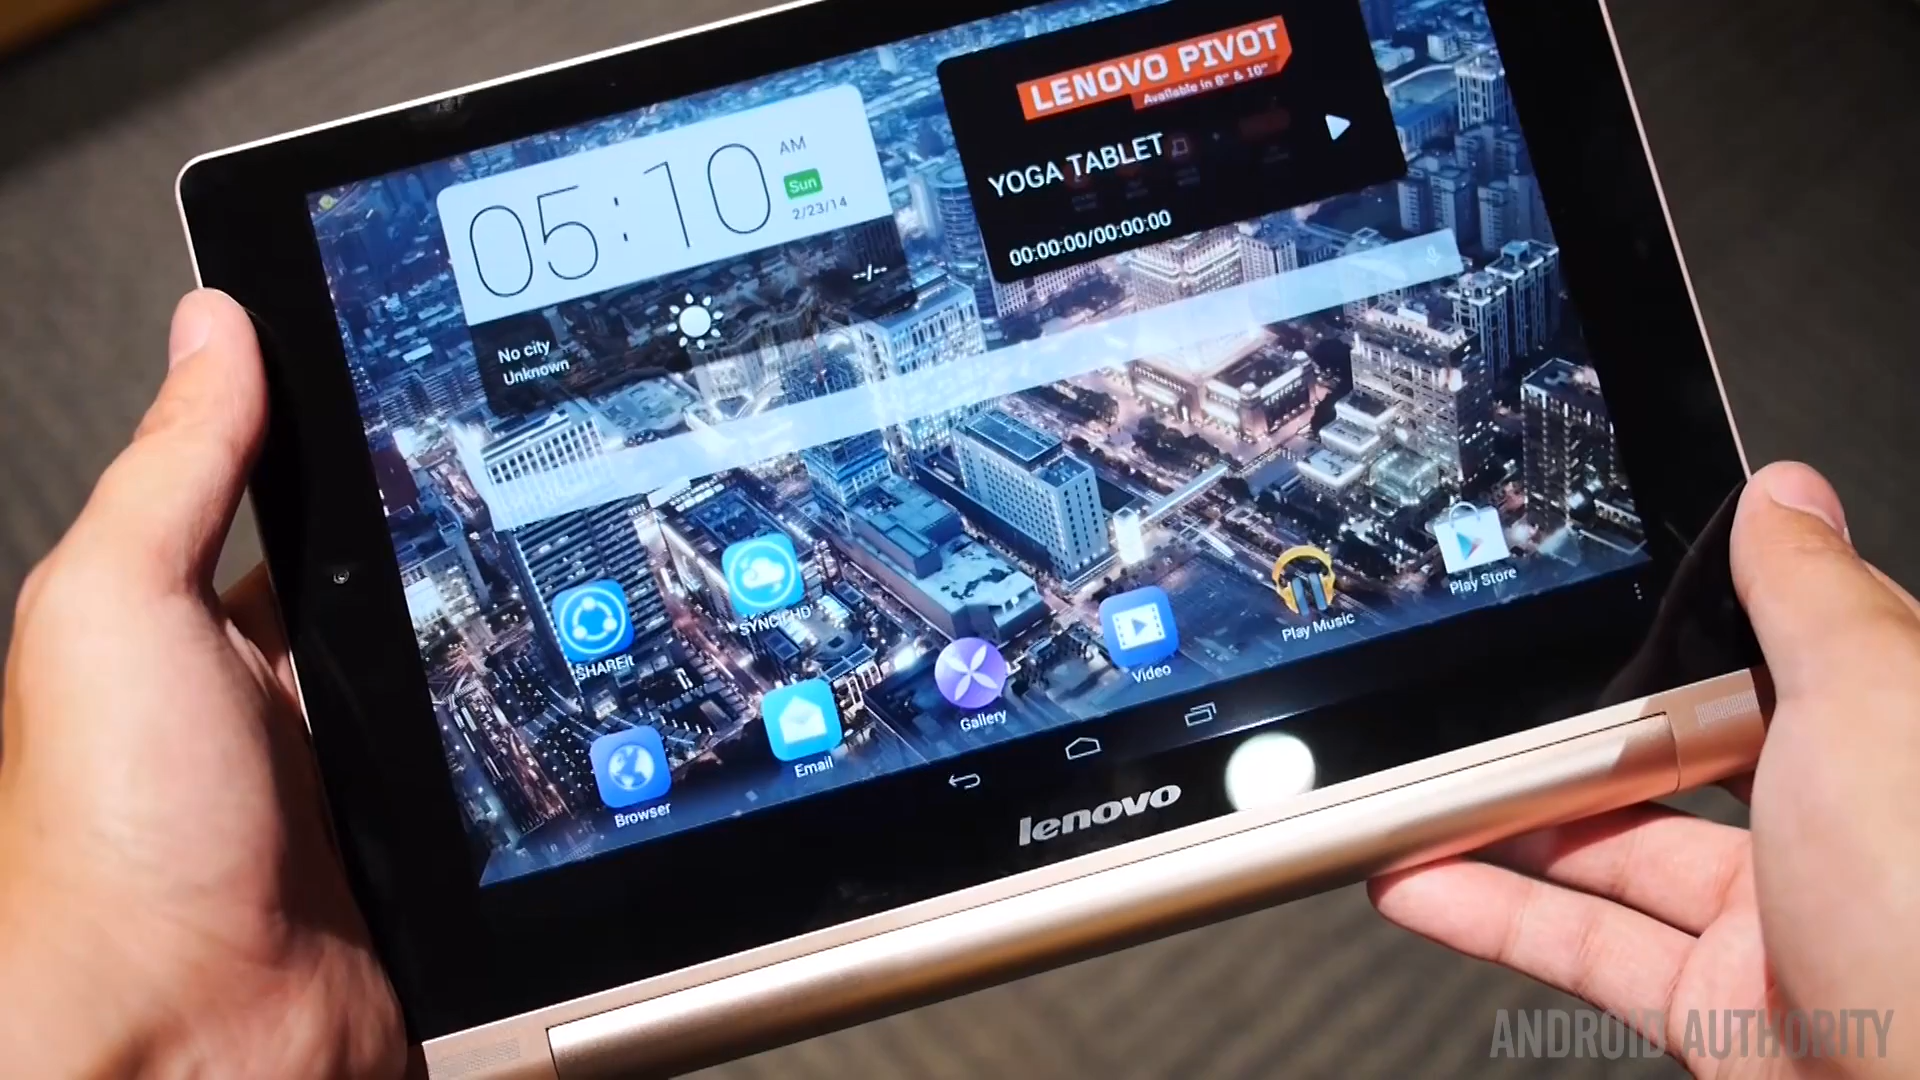 LENOVO PIVOT
Available in 8" & 10"
YOGA TABLET
00:00:00/00:00:00
05:10
AM
Sun
2/23/14
--/--
No city
Unknown
SHAREit
SYNCit HD
Play Music
Play Store
Browser
Email
Gallery
Video
lenovo
ANDROID AUTHORITY